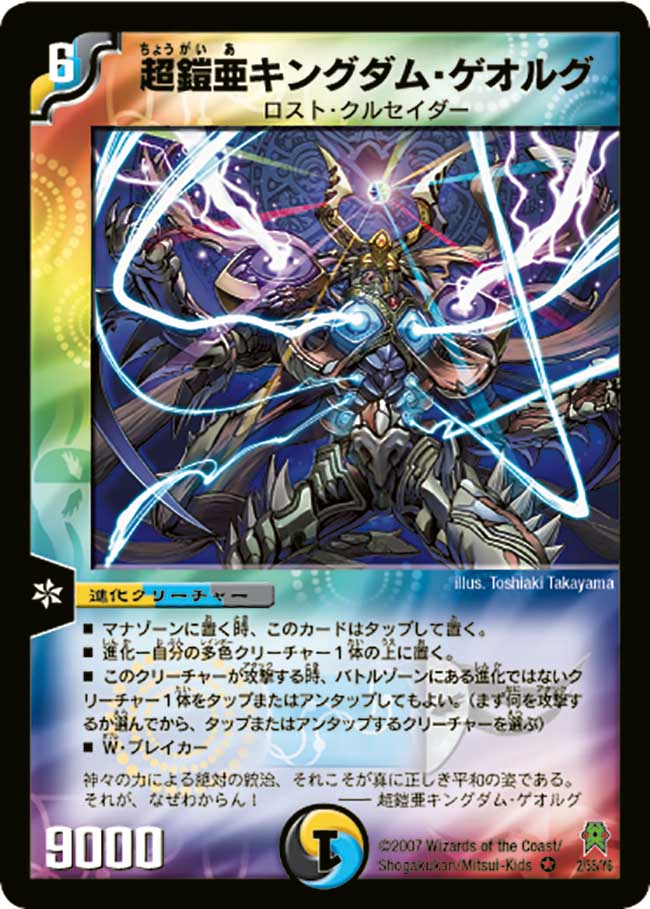 6
ちょうがい あ
超鎧亜キングダム・ゲオルグ
ロスト・クルセイダー
illus. Toshiaki Takayama
進化クリーチャー
■ マナゾーンに置く時、このカードはタップして置く。
■ 進化－自分の多色クリーチャー１体の上に置く。
■ このクリーチャーが攻撃する時、バトルゾーンにある進化ではないク
リーチャー１体をタップまたはアンタップしてもよい。（まず何を攻撃す
るか選んでから、タップまたはアンタップするクリーチャーを選ぶ）
■ W・ブレイカー
神々の力による絶対の統治、それこそが真に正しき平和の姿である。
それが、なぜわからん！ ―― 超鎧亜キングダム・ゲオルグ
9000
©2007 Wizards of the Coast/
Shogakukan/Mitsui-Kids
2/55/Y6